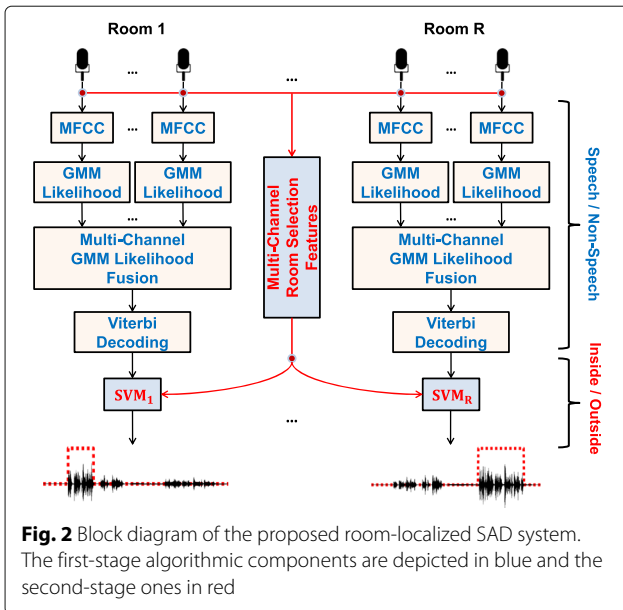 Room 1
Room R
...
...
...
MFCC
...
MFCC
MFCC
...
MFCC
GMM
Likelihood
GMM
Likelihood
GMM
Likelihood
GMM
Likelihood
...
...
Multi-Channel
GMM Likelihood
Fusion
Multi-Channel
Room Selection
Features
Multi-Channel
GMM Likelihood
Fusion
Viterbi
Decoding
Viterbi
Decoding
Speech / Non-Speech
SVM₁
SVM_R
...
Inside / Outside
Fig. 2 Block diagram of the proposed room-localized SAD system.
The first-stage algorithmic components are depicted in blue and the
second-stage ones in red